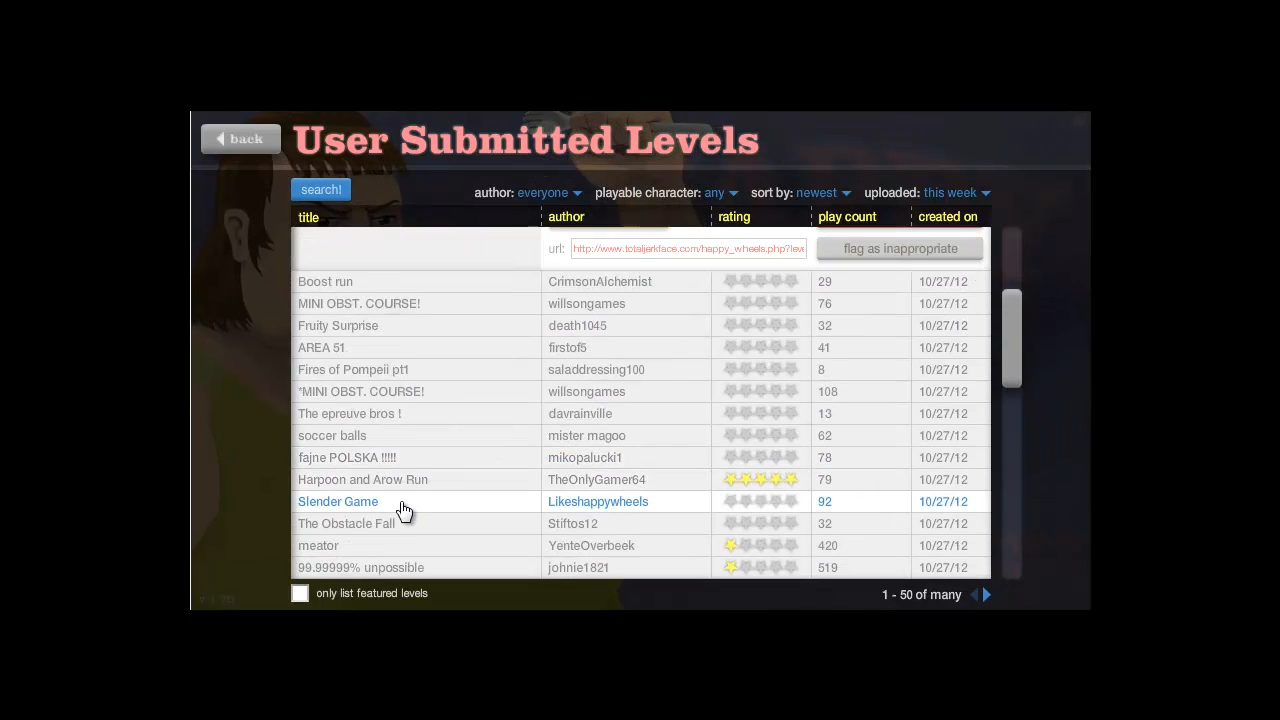 back
User Submitted Levels
search!
author: everyone playable character: any sort by: newest uploaded: this week
title author rating play count created on
url: http://www.totaljerkface.com/happy_wheels.php?leve flag as inappropriate
Boost run CrimsonAlchemist 29 10/27/12
MINI OBST. COURSE! willsongames 76 10/27/12
Fruity Surprise death1045 32 10/27/12
AREA 51 firstof5 41 10/27/12
Fires of Pompeii pt1 saladdressing100 8 10/27/12
*MINI OBST. COURSE! willsongames 108 10/27/12
The epreuve bros ! davrainville 13 10/27/12
soccer balls mister magoo 62 10/27/12
fajne POLSKA !!!!! mikopalucki1 78 10/27/12
Harpoon and Arow Run TheOnlyGamer64 79 10/27/12
Slender Game Likeshappywheels 92 10/27/12
The Obstacle Fall Stiftos12 32 10/27/12
meator YenteOverbeek 420 10/27/12
99.99999% unpossible johnie1821 519 10/27/12
only list featured levels 1 - 50 of many